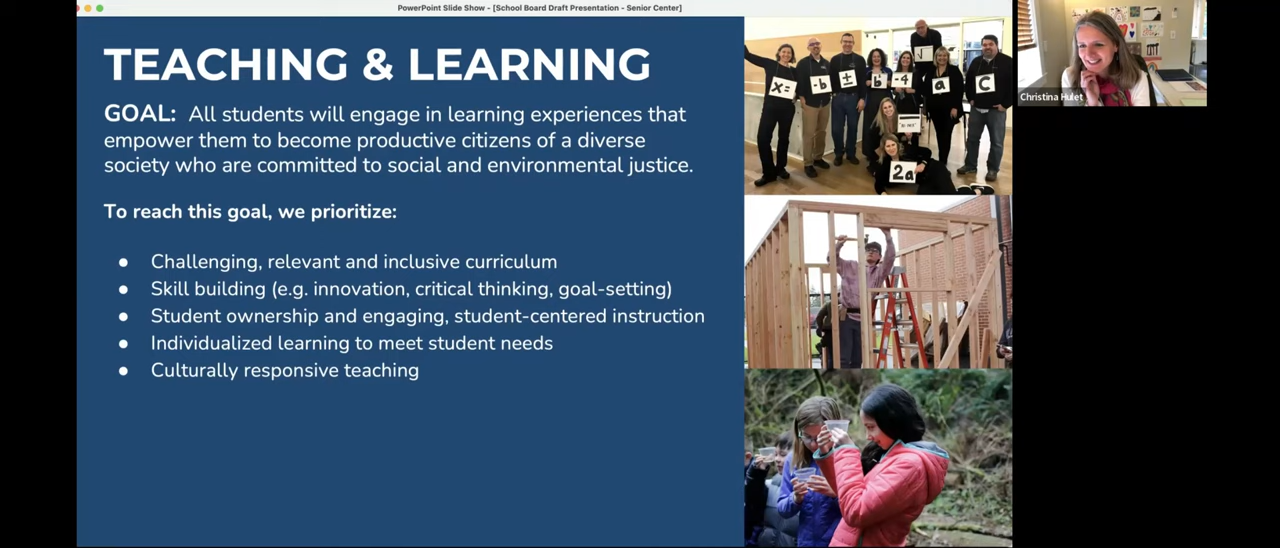 PowerPoint Slide Show - [School Board Draft Presentation - Senior Center]
TEACHING & LEARNING
GOAL: All students will engage in learning experiences that
empower them to become productive citizens of a diverse
society who are committed to social and environmental justice.
To reach this goal, we prioritize:
● Challenging, relevant and inclusive curriculum
● Skill building (e.g. innovation, critical thinking, goal-setting)
● Student ownership and engaging, student-centered instruction
● Individualized learning to meet student needs
● Culturally responsive teaching
√
x= -b ± b -4 a C
2a
Christina Hulet